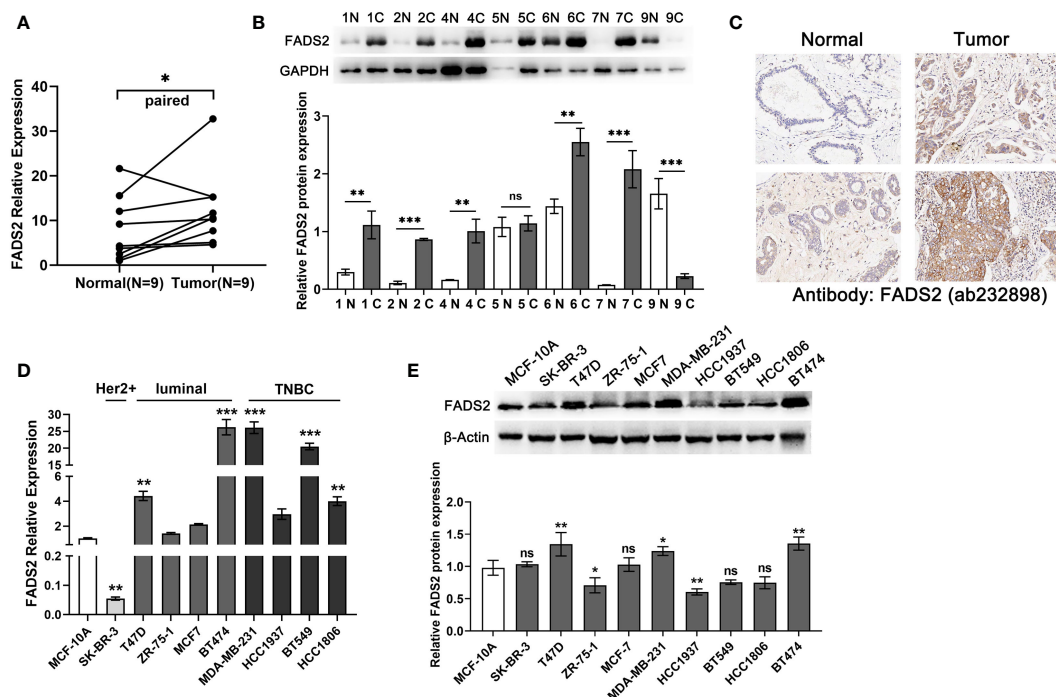 A
FADS2 Relative Expression
40
30
20
10
0
*
paired
Normal(N=9) Tumor(N=9)
B
1N 1C 2N 2C 4N 4C 5N 5C 6N 6C 7N 7C 9N 9C
FADS2
GAPDH
Relative FADS2 protein expression
3
2
1
0
** *** ** ns ** *** ***
1 N 1 C 2 N 2 C 4 N 4 C 5 N 5 C 6 N 6 C 7 N 7 C 9 N 9 C
C
Normal Tumor
Antibody: FADS2 (ab232898)
D
Her2+ luminal TNBC
FADS2 Relative Expression
30
25
20
15
10
6
4
2
0.2
0.1
0.0
** ** *** *** *** **
MCF-10A
SK-BR-3
T47D
ZR-75-1
MCF7
BT474
MDA-MB-231
HCC1937
BT549
HCC1806
E
MCF-10A
SK-BR-3
T47D
ZR-75-1
MCF7
MDA-MB-231
HCC1937
BT549
HCC1806
BT474
FADS2
β-Actin
Relative FADS2 protein expression
2.0
1.5
1.0
0.5
0.0
ns ** * ns * ** ns ns **
MCF-10A
SK-BR-3
T47D
ZR-75-1
MCF-7
MDA-MB-231
HCC1937
BT549
HCC1806
BT474